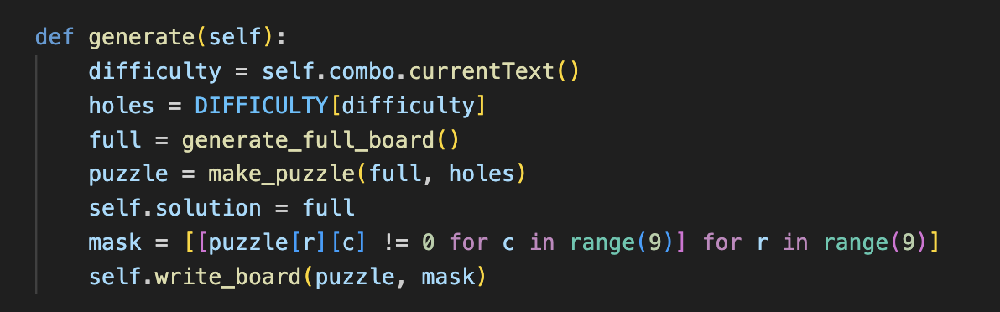 def generate(self):
    difficulty = self.combo.currentText()
    holes = DIFFICULTY[difficulty]
    full = generate_full_board()
    puzzle = make_puzzle(full, holes)
    self.solution = full
    mask = [[puzzle[r][c] != 0 for c in range(9)] for r in range(9)]
    self.write_board(puzzle, mask)